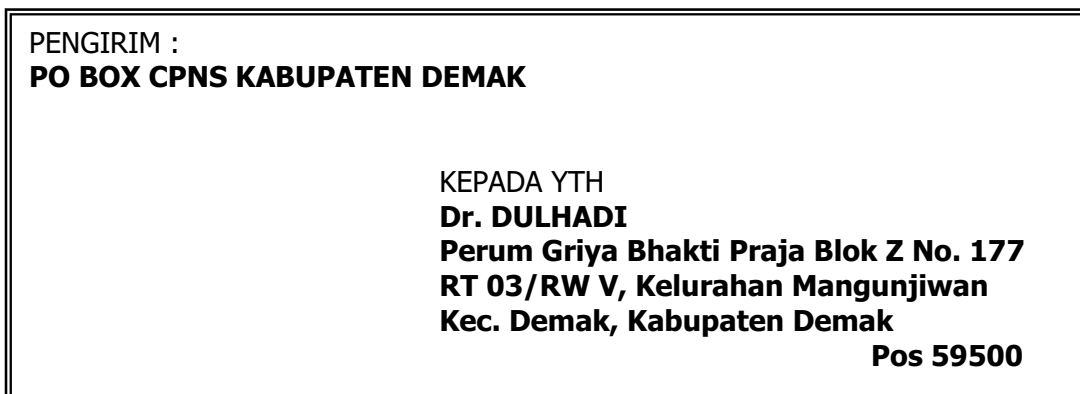 PENGIRIM :
PO BOX CPNS KABUPATEN DEMAK
KEPADA YTH
Dr. DULHADI
Perum Griya Bhakti Praja Blok Z No. 177
RT 03/RW V, Kelurahan Mangunjiwan
Kec. Demak, Kabupaten Demak
Pos 59500